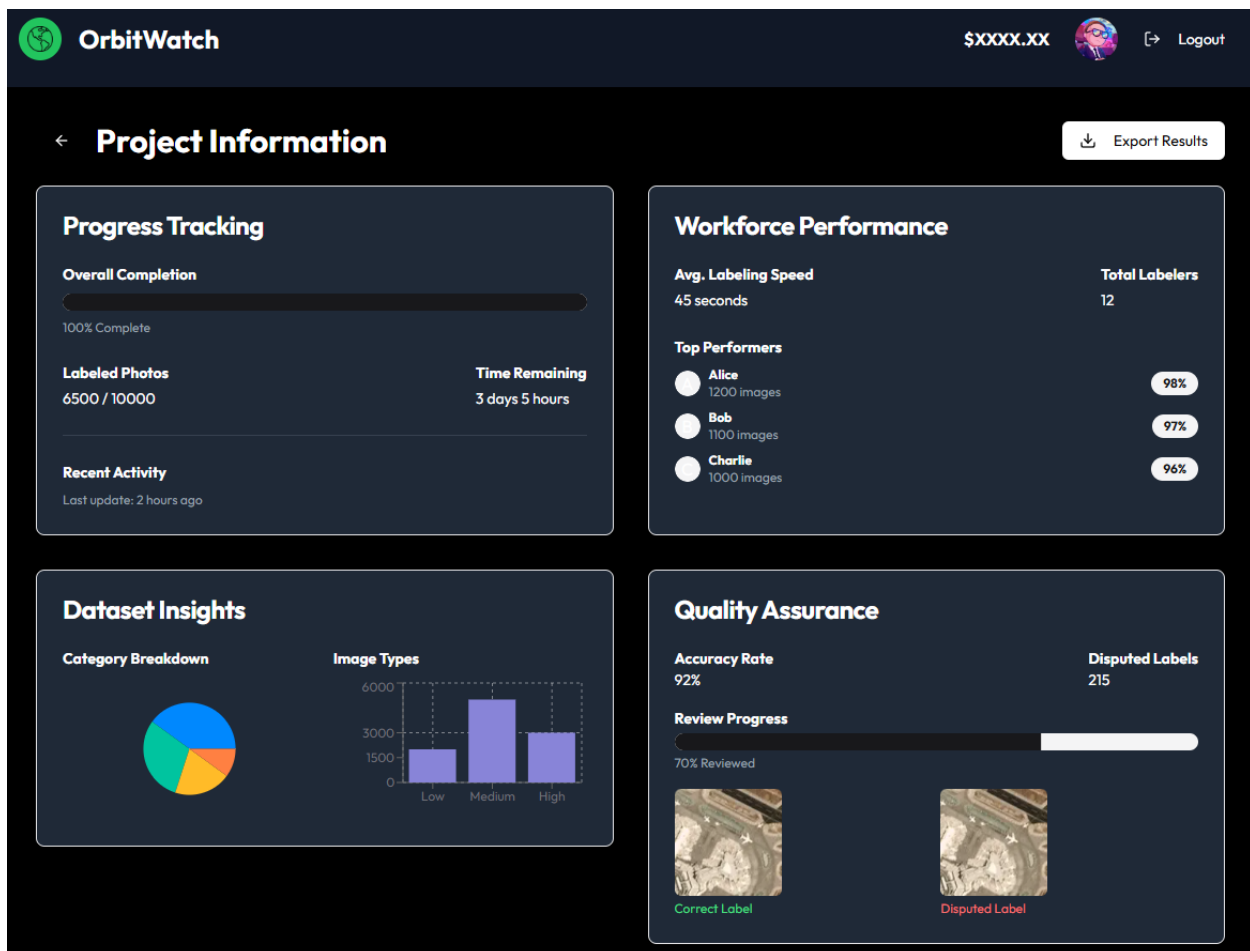 OrbitWatch
$XXXX.XX
Logout
Project Information
Export Results
Progress Tracking
Overall Completion
100% Complete
Labeled Photos
Time Remaining
6500 / 10000
3 days 5 hours
Recent Activity
Last update: 2 hours ago
Workforce Performance
Avg. Labeling Speed
Total Labelers
45 seconds
12
Top Performers
A
Alice
1200 images
98%
B
Bob
1100 images
97%
C
Charlie
1000 images
96%
Dataset Insights
Category Breakdown
Image Types
6000
3000
1500
0
Low Medium High
Quality Assurance
Accuracy Rate
Disputed Labels
92%
215
Review Progress
70% Reviewed
Correct Label
Disputed Label